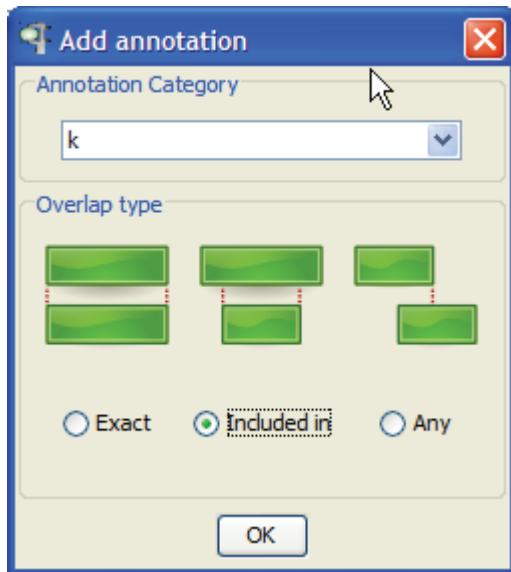 Add annotation
Annotation Category
k
Overlap type
Exact Included in Any
OK